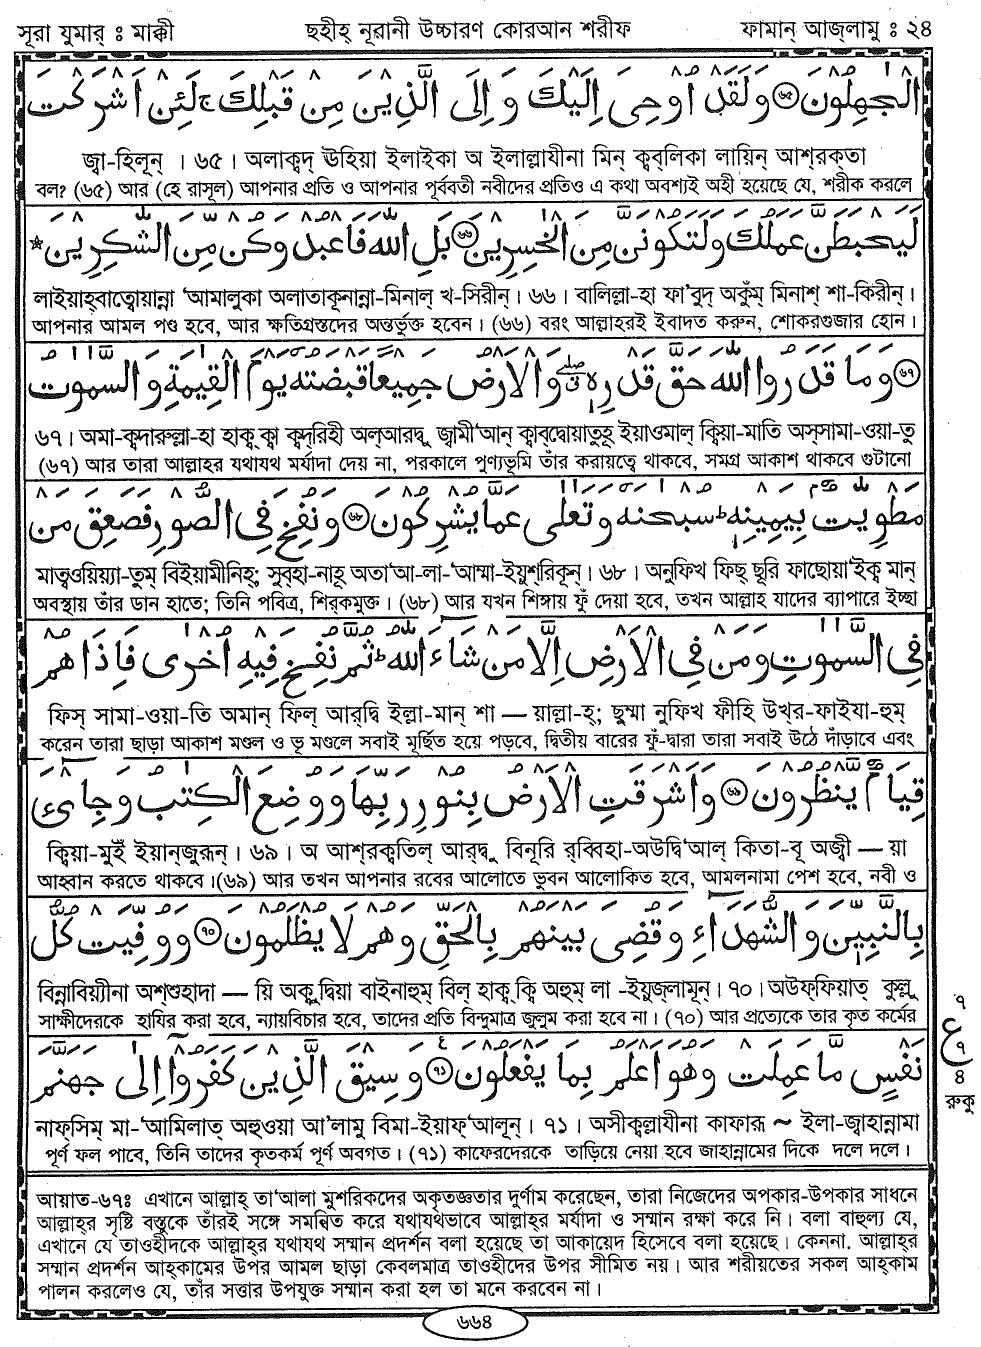 সূরা যুমার্ ঃ মাক্কী ছহীহ্ নূরানী উচ্চারণ কোরআন শরীফ ফামান্ আজ্লামু ঃ ২৪
الْجٰهِلُوْنَ ﴿٦٥﴾ وَلَقَدْ اُوْحِىَ اِلَيْكَ وَاِلَى الَّذِيْنَ مِنْ قَبْلِكَ ج لَئِنْ اَشْرَكْتَ
জ্বা-হিলূন্ । ৬৫ । অলাক্বদ্ ঊহিয়া ইলাইকা অ ইলাল্লাযীনা মিন্ ক্বব্লিকা লায়িন্ আশ্রক্তা
বল? (৬৫) আর (হে রাসূল) আপনার প্রতি ও আপনার পূর্ববতী নবীদের প্রতিও এ কথা অবশ্যই অহী হয়েছে যে, শরীক করলে
لَيَحْبَطَنَّ عَمَلُكَ وَلَتَكُوْنَنَّ مِنَ الْخٰسِرِيْنَ ﴿٦٦﴾ بَلِ اللّٰهَ فَاعْبُدْ وَكُنْ مِّنَ الشّٰكِرِيْنَ *
লাইয়াহ্বাত্বোয়ান্না 'আমালুকা অলাতাকূনান্না-মিনাল্ খ-সিরীন্ । ৬৬ । বালিল্লা-হা ফা'বুদ্ অকুম্ঁ মিনাশ্ শা-কিরীন্ ।
আপনার আমল পণ্ড হবে, আর ক্ষতিগ্রস্তদের অন্তর্ভুক্ত হবেন । (৬৬) বরং আল্লাহরই ইবাদত করুন, শোকরগুজার হোন ।
﴿٦٧﴾ وَمَا قَدَرُوا اللّٰهَ حَقَّ قَدْرِهٖ وَالْاَرْضُ جَمِيْعًا قَبْضَتُهٗ يَوْمَ الْقِيٰمَةِ وَالسَّمٰوٰتُ
৬৭ । অমা-ক্বদারুল্লা-হা হাক্ব্ ক্বা ক্বদ্রিহী অল্আরদ্বু জ্বামী'আন্ ক্বাব্দ্বোয়াতুহূ ইয়াওমাল্ ক্বিয়া-মাতি অস্সামা-ওয়া-তু
(৬৭) আর তারা আল্লাহর যথাযথ মর্যাদা দেয় না, পরকালে পুণ্যভূমি তাঁর করায়ত্বে থাকবে, সমগ্র আকাশ থাকবে গুটানো
مَطْوِيّٰتٌ بِيَمِيْنِهٖ ط سُبْحٰنَهٗ وَتَعٰلٰى عَمَّا يُشْرِكُوْنَ ﴿٦٨﴾ وَنُفِخَ فِى الصُّوْرِ فَصَعِقَ مَنْ
মাত্বওয়িয়্যা-তুম্ বিইয়ামীনিহ্; সুব্হা-নাহূ অতা'আ-লা-'আম্মা-ইয়ুশ্রিকূন্ । ৬৮ । অনুফিখ ফিছ্ ছূরি ফাছোয়া'ইক্ব মান্
অবস্থায় তাঁর ডান হাতে; তিনি পবিত্র, শির্কমুক্ত । (৬৮) আর যখন শিঙ্গায় ফুঁ দেয়া হবে, তখন আল্লাহ যাদের ব্যাপারে ইচ্ছা
فِى السَّمٰوٰتِ وَمَنْ فِى الْاَرْضِ اِلَّا مَنْ شَآءَ اللّٰهُ ط ثُمَّ نُفِخَ فِيْهِ اُخْرٰى فَاِذَا هُمْ
ফিস্ সামা-ওয়া-তি অমান্ ফিল্ আর্দ্বি ইল্লা-মান্ শা — য়াল্লা-হ্; ছুম্মা নুফিখ ফীহি উখ্র-ফাইযা-হুম্
করেন তারা ছাড়া আকাশ মণ্ডল ও ভূ মণ্ডলে সবাই মূর্ছিত হয়ে পড়বে, দ্বিতীয় বারের ফুঁ-দ্বারা তারা সবাই উঠে দাঁড়াবে এবং
قِيَامٌ يَّنْظُرُوْنَ ﴿٦٩﴾ وَاَشْرَقَتِ الْاَرْضُ بِنُوْرِ رَبِّهَا وَوُضِعَ الْكِتٰبُ وَجِاىْٓءَ
ক্বিয়া-মুইঁ ইয়ান্জুরূন্ । ৬৯ । অ আশ্রক্বতিল্ আর্দ্বু বিনূরি রব্বিহা-অউদ্বি'আল্ কিতা-বূ অজ্বী — য়া
আহ্বান করতে থাকবে ।(৬৯) আর তখন আপনার রবের আলোতে ভুবন আলোকিত হবে, আমলনামা পেশ হবে, নবী ও
بِالنَّبِيّٖنَ وَالشُّهَدَآءِ وَقُضِىَ بَيْنَهُمْ بِالْحَقِّ وَهُمْ لَا يُظْلَمُوْنَ ﴿٧٠﴾ وَوُفِّيَتْ كُلُّ
বিন্নাবিয়্যীনা অশ্শুহাদা — য়ি অকুদ্বিয়া বাইনাহুম্ বিল্ হাক্ব্ ক্বি অহুম্ লা -ইয়ুজ্লামূন্ । ৭০ । অউফ্ফিয়াত্ কুল্লু
সাক্ষীদেরকে হাযির করা হবে, ন্যায়বিচার হবে, তাদের প্রতি বিন্দুমাত্র জুলুম করা হবে না । (৭০) আর প্রত্যেকে তার কৃত কর্মের
৭
ع
৭
৪
রুকু
نَفْسٍ مَّا عَمِلَتْ وَهُوَ اَعْلَمُ بِمَا يَفْعَلُوْنَ ﴿٧١﴾ وَسِيْقَ الَّذِيْنَ كَفَرُوْٓا اِلٰى جَهَنَّمَ
নাফ্সিম্ মা-'আমিলাত্ অহুওয়া আ'লামু বিমা-ইয়াফ্'আলূন্ । ৭১ । অসীক্বল্লাযীনা কাফারূ ~ ইলা-জ্বাহান্নামা
পূর্ণ ফল পাবে, তিনি তাদের কৃতকর্ম পূর্ণ অবগত । (৭১) কাফেরদেরকে তাড়িয়ে নেয়া হবে জাহান্নামের দিকে দলে দলে ।
আয়াত-৬৭ঃ এখানে আল্লাহ্ তা'আলা মুশরিকদের অকৃতজ্ঞতার দুর্ণাম করেছেন, তারা নিজেদের অপকার-উপকার সাধনে
আল্লাহ্র সৃষ্টি বস্তুকে তাঁরই সঙ্গে সমন্বিত করে যথাযথভাবে আল্লাহ্র মর্যাদা ও সম্মান রক্ষা করে নি । বলা বাহুল্য যে,
এখানে যে তাওহীদকে আল্লাহ্র যথাযথ সম্মান প্রদর্শন বলা হয়েছে তা আকায়েদ হিসেবে বলা হয়েছে । কেননা. আল্লাহ্র
সম্মান প্রদর্শন আহ্কামের উপর আমল ছাড়া কেবলমাত্র তাওহীদের উপর সীমিত নয় । আর শরীয়তের সকল আহ্কাম
পালন করলেও যে, তাঁর সত্তার উপযুক্ত সম্মান করা হল তা মনে করবেন না ।
৬৬৪